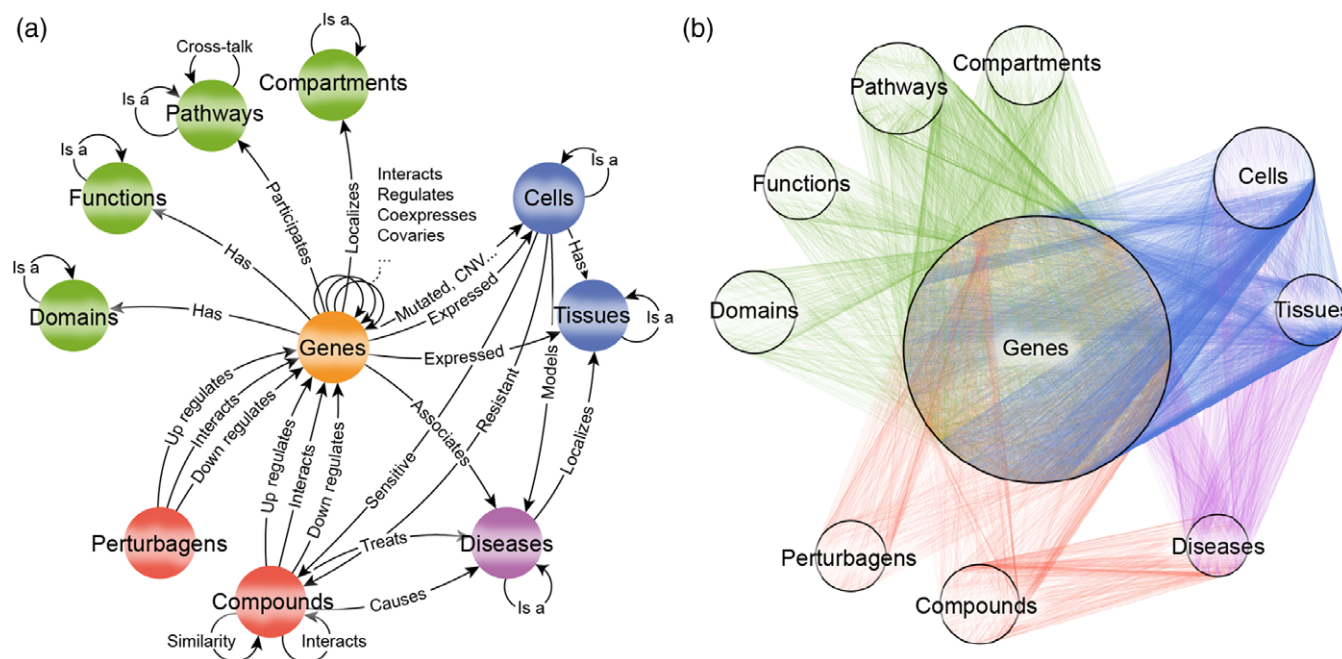 (a)
Is a
Cross-talk
Compartments
Is a
Pathways
Is a
Functions
Participates
Localizes
Interacts
Regulates
Coexpresses
Covaries
...
Is a
Cells
Has
Is a
Domains
Has
Has
Mutated, CNV...
Expressed
Tissues
Is a
Genes
Expressed
Up regulates
Interacts
Down regulates
Up regulates
Interacts
Down regulates
Sensitive
Resistant
Associates
Models
Localizes
Perturbagens
Treats
Diseases
Is a
Compounds
Causes
Similarity
Interacts
(b)
Compartments
Pathways
Functions
Cells
Domains
Tissues
Genes
Perturbagens
Diseases
Compounds